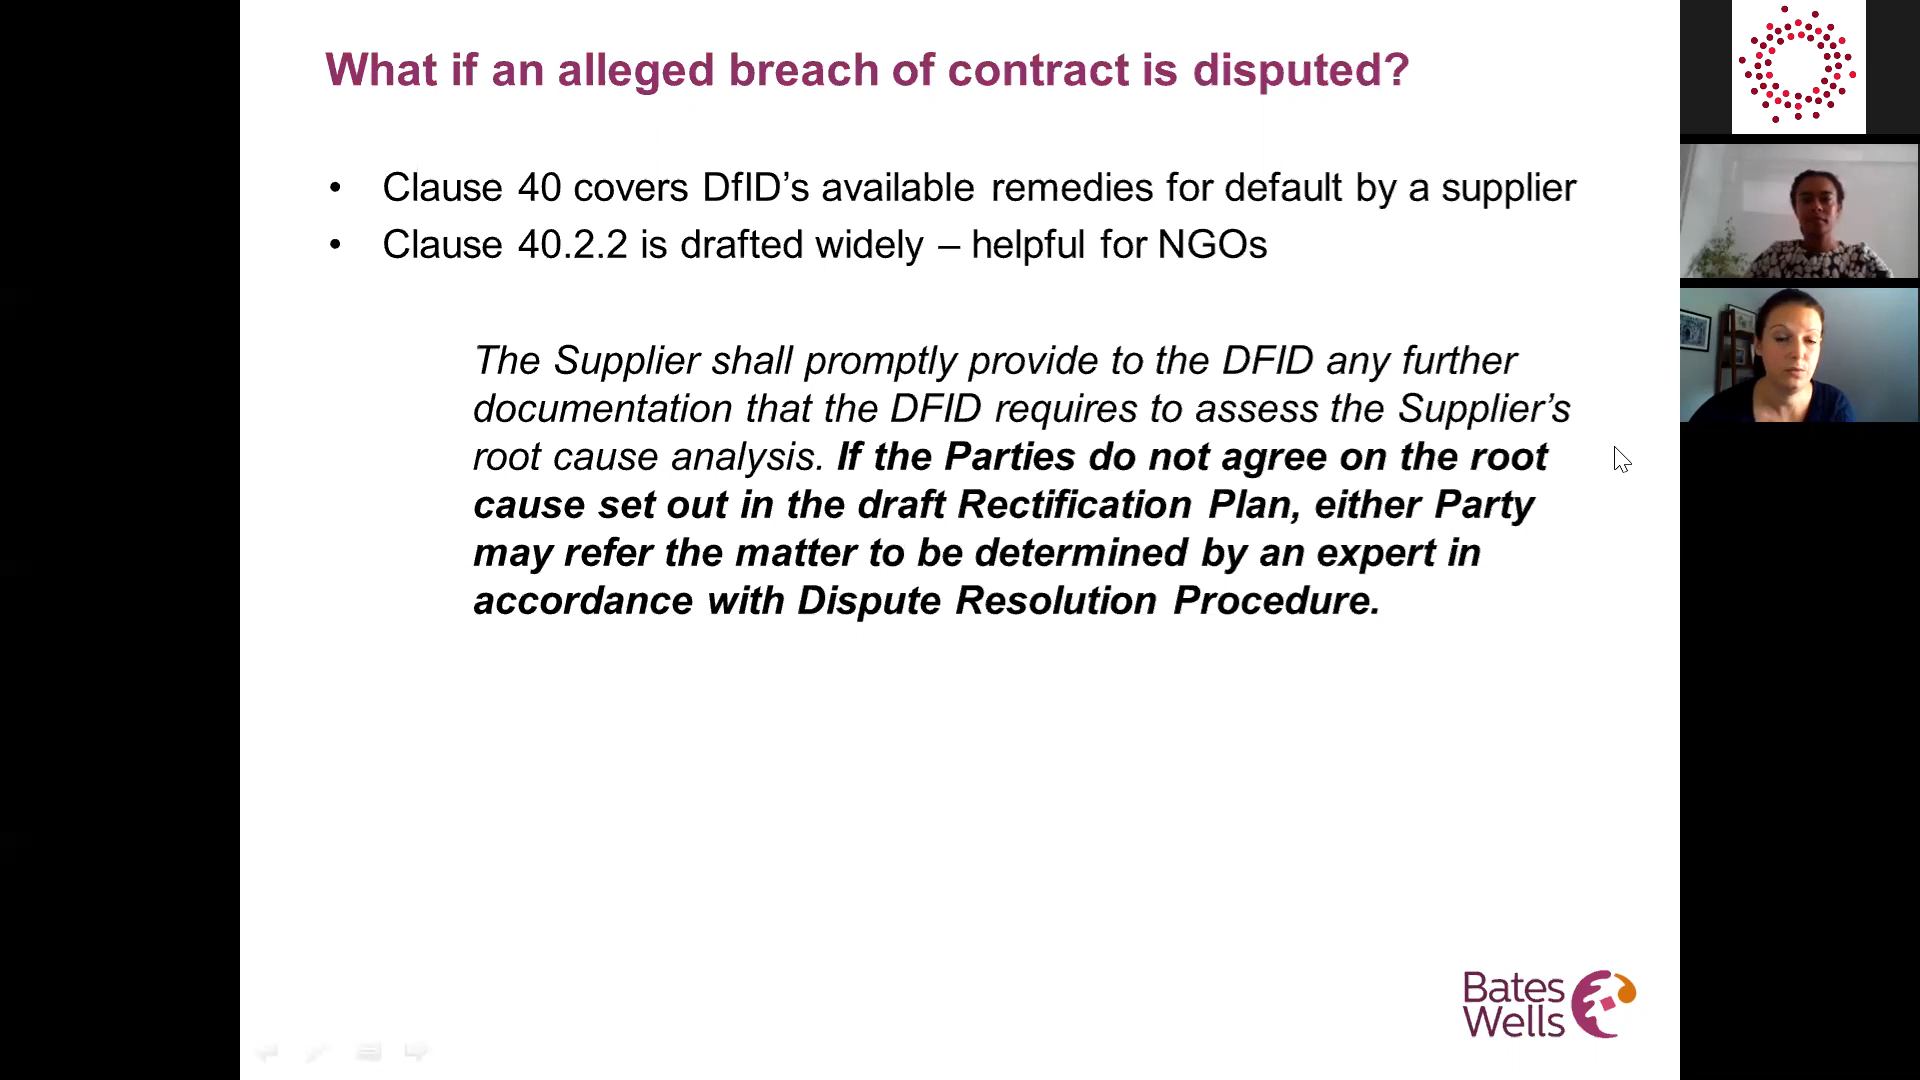 What if an alleged breach of contract is disputed?
• Clause 40 covers DfID’s available remedies for default by a supplier
• Clause 40.2.2 is drafted widely – helpful for NGOs
The Supplier shall promptly provide to the DFID any further
documentation that the DFID requires to assess the Supplier’s
root cause analysis. If the Parties do not agree on the root
cause set out in the draft Rectification Plan, either Party
may refer the matter to be determined by an expert in
accordance with Dispute Resolution Procedure.
Bates
Wells